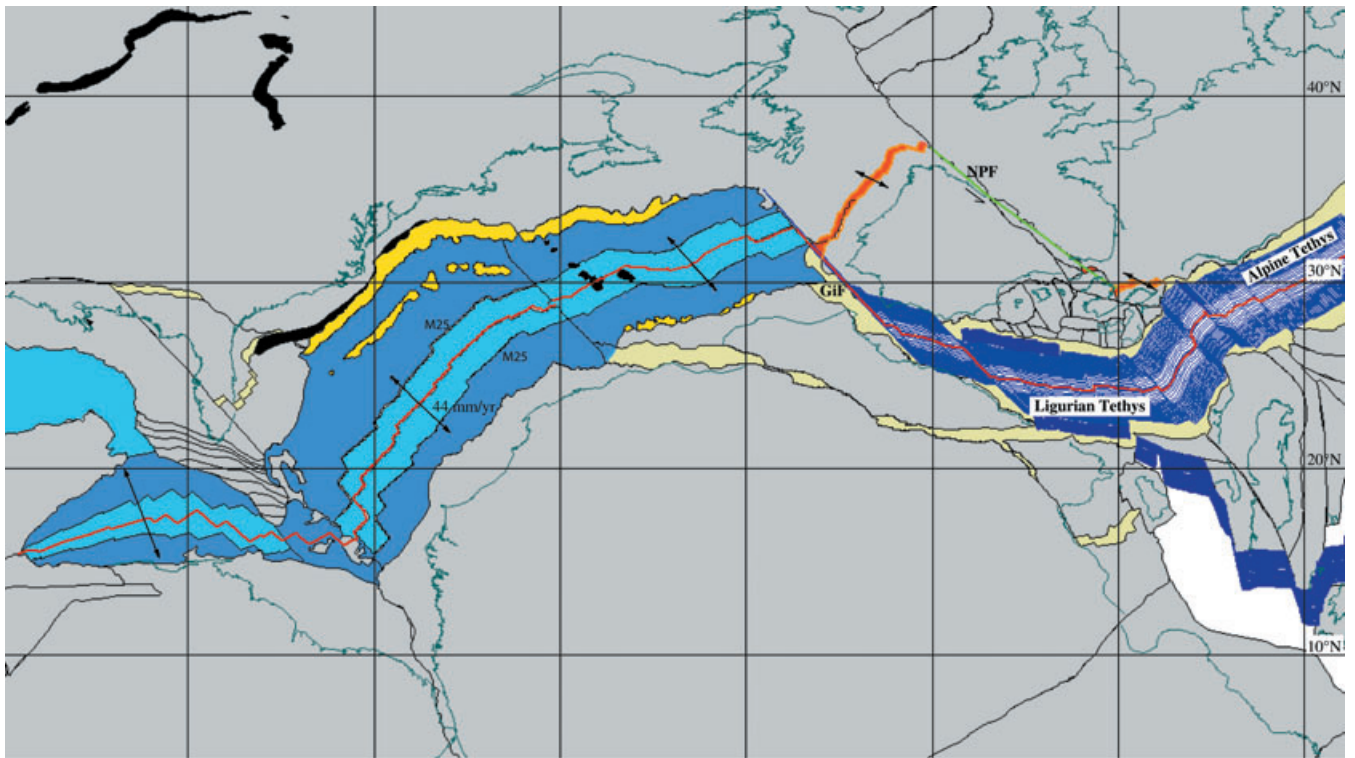 40°N
NPF
Alpine Tethys
30°N
GiF
M25
M25
44 mm/yr
Ligurian Tethys
20°N
P
10°N